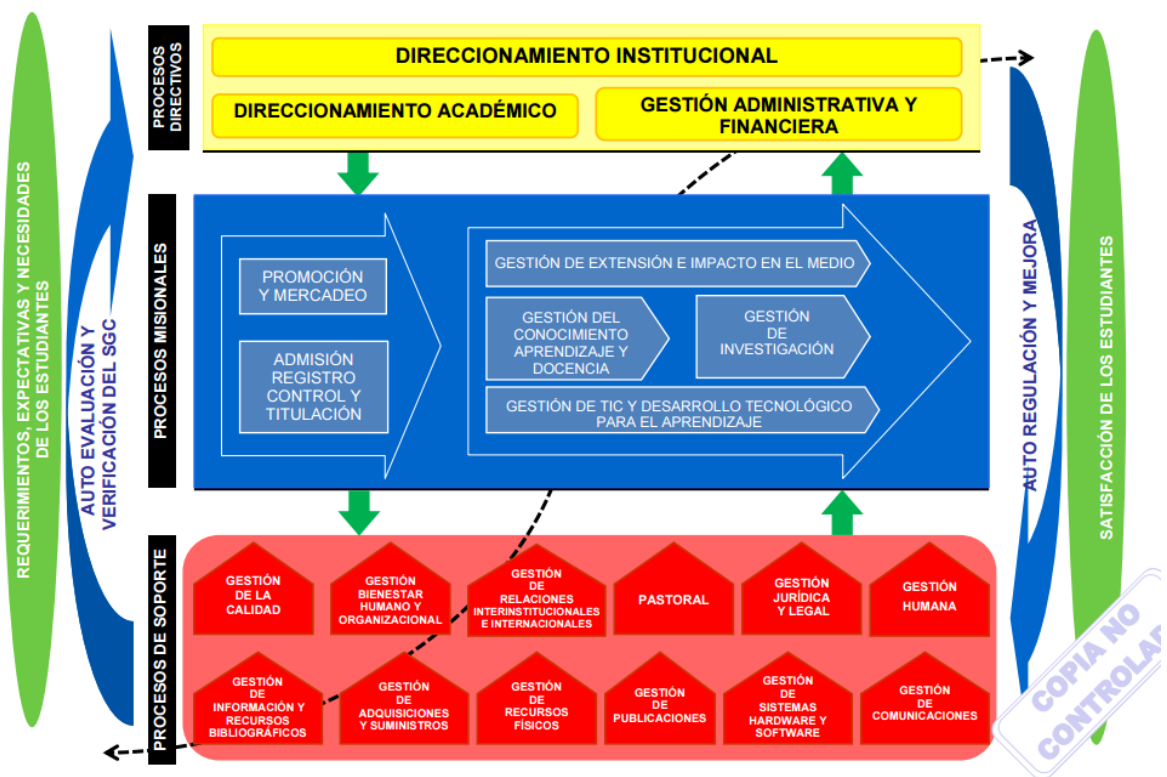 REQUERIMIENTOS, EXPECTATIVAS Y NECESIDADES
DE LOS ESTUDIANTES
AUTO EVALUACIÓN Y
VERIFICACIÓN DEL SGC
PROCESOS
DIRECTIVOS
DIRECCIONAMIENTO INSTITUCIONAL
DIRECCIONAMIENTO ACADÉMICO
GESTIÓN ADMINISTRATIVA Y
FINANCIERA
PROCESOS MISIONALES
PROMOCIÓN
Y MERCADEO
ADMISIÓN
REGISTRO
CONTROL Y
TITULACIÓN
GESTIÓN DE EXTENSIÓN E IMPACTO EN EL MEDIO
GESTIÓN DEL
CONOCIMIENTO
APRENDIZAJE Y
DOCENCIA
GESTIÓN
DE
INVESTIGACIÓN
GESTIÓN DE TIC Y DESARROLLO TECNOLÓGICO
PARA EL APRENDIZAJE
PROCESOS DE SOPORTE
GESTIÓN
DE LA
CALIDAD
GESTIÓN
BIENESTAR
HUMANO Y
ORGANIZACIONAL
GESTIÓN
DE
RELACIONES
INTERINSTITUCIONALES
E INTERNACIONALES
PASTORAL
GESTIÓN
JURÍDICA
Y LEGAL
GESTIÓN
HUMANA
GESTIÓN
DE
INFORMACIÓN Y
RECURSOS
BIBLIOGRÁFICOS
GESTIÓN
DE
ADQUISICIONES
Y SUMINISTROS
GESTIÓN
DE
RECURSOS
FÍSICOS
GESTIÓN
DE
PUBLICACIONES
GESTIÓN
DE
SISTEMAS
HARDWARE Y
SOFTWARE
GESTIÓN
DE
COMUNICACIONES
AUTO REGULACIÓN Y MEJORA
SATISFACCIÓN DE LOS ESTUDIANTES
COPIA NO
CONTROLAD